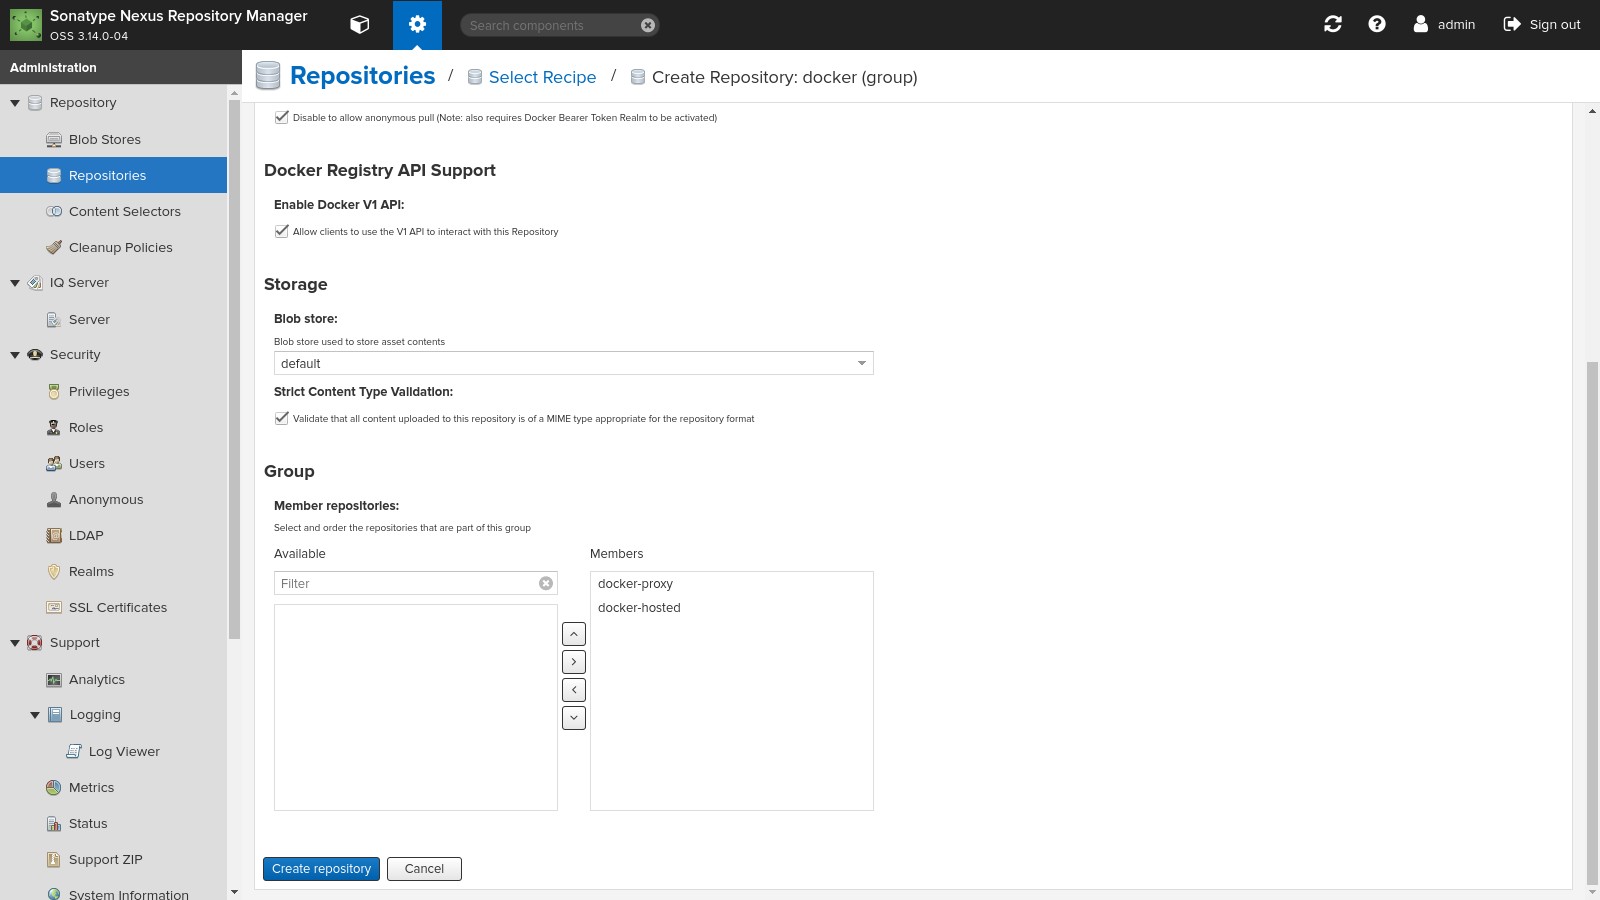 Sonatype Nexus Repository Manager
OSS 3.14.0-04
Search components
admin
Sign out
Administration
Repository
Blob Stores
Repositories
Content Selectors
Cleanup Policies
IQ Server
Server
Security
Privileges
Roles
Users
Anonymous
LDAP
Realms
SSL Certificates
Support
Analytics
Logging
Log Viewer
Metrics
Status
Support ZIP
System Information
Repositories / Select Recipe / Create Repository: docker (group)
Disable to allow anonymous pull (Note: also requires Docker Bearer Token Realm to be activated)
Docker Registry API Support
Enable Docker V1 API:
Allow clients to use the V1 API to interact with this Repository
Storage
Blob store:
Blob store used to store asset contents
default
Strict Content Type Validation:
Validate that all content uploaded to this repository is of a MIME type appropriate for the repository format
Group
Member repositories:
Select and order the repositories that are part of this group
Available
Members
Filter
docker-proxy
docker-hosted
Create repository
Cancel